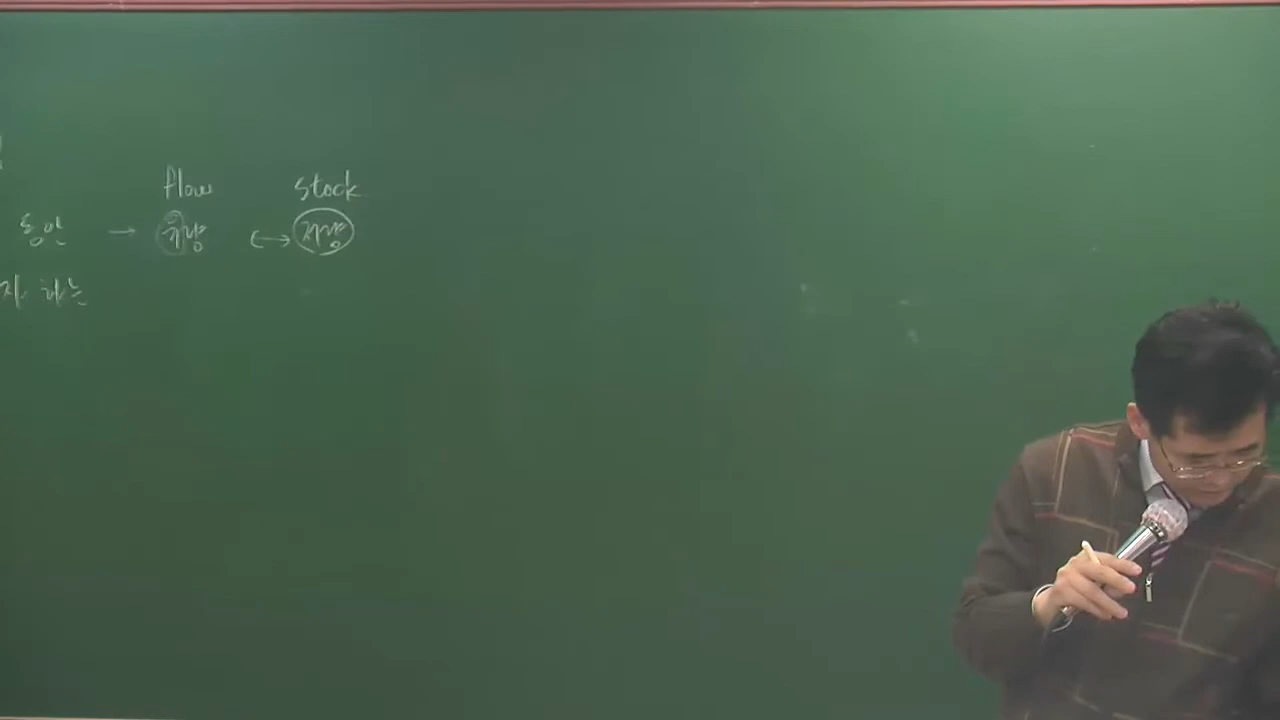 flow stock
동안 → 유량 ↔ 저량
자 하는